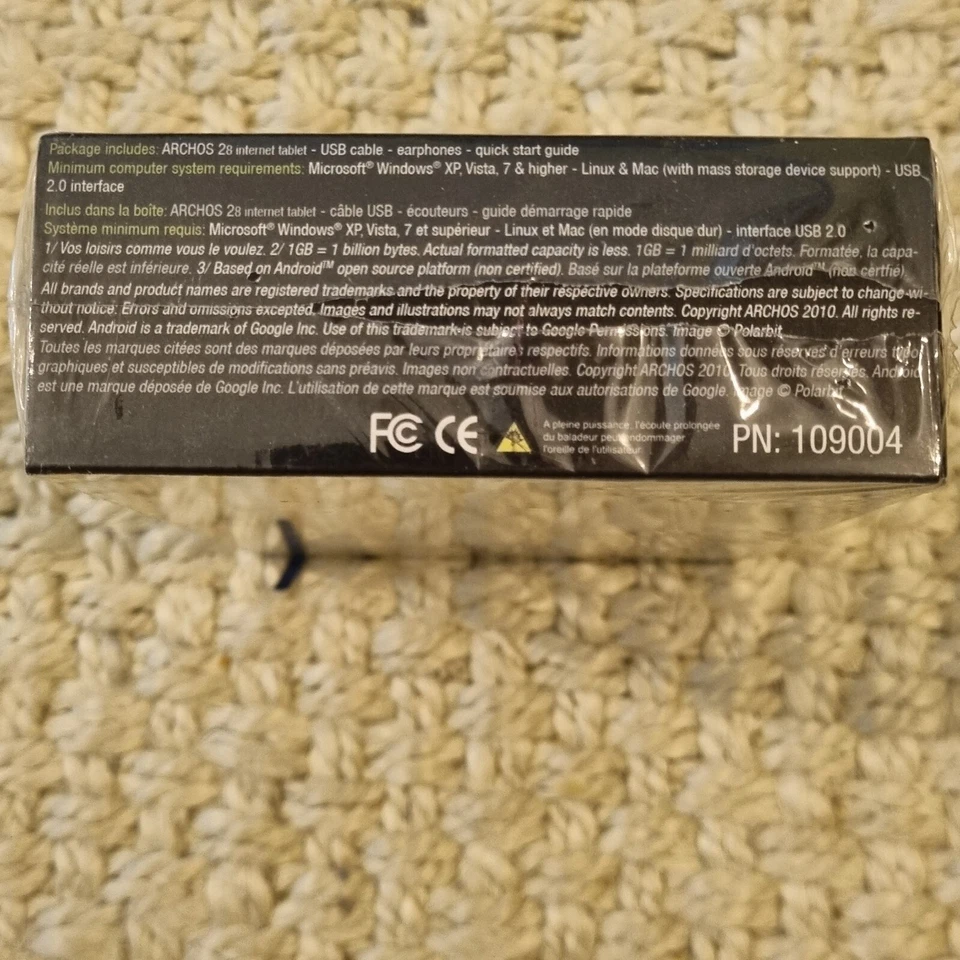 Package includes: ARCHOS 28 internet tablet - USB cable - earphones - quick start guide
Minimum computer system requirements: Microsoft® Windows® XP, Vista, 7 & higher - Linux & Mac (with mass storage device support) - USB
2.0 interface
Inclus dans la boîte: ARCHOS 28 internet tablet - câble USB - écouteurs - guide démarrage rapide
Système minimum requis: Microsoft® Windows® XP, Vista, 7 et supérieur - Linux et Mac (en mode disque dur) - interface USB 2.0
1/ Vos loisirs comme vous le voulez. 2/ 1GB = 1 billion bytes. Actual formatted capacity is less. 1GB = 1 milliard d'octets. Formatée, la capa-
cité réelle est inférieure. 3/ Based on Android™ open source platform (non certified). Basé sur la plateforme ouverte Android™ (non certfié).
All brands and product names are registered trademarks and the property of their respective owners. Specifications are subject to change wi-
thout notice. Errors and omissions excepted. Images and illustrations may not always match contents. Copyright ARCHOS 2010. All rights re-
served. Android is a trademark of Google Inc. Use of this trademark is subject to Google Permissions. Image © Polarbit
Toutes les marques citées sont des marques déposées par leurs propriétaires respectifs. Informations données sous réserves d'erreurs typo-
graphiques et susceptibles de modifications sans préavis. Images non contractuelles. Copyright ARCHOS 2010. Tous droits réservés. Android
est une marque déposée de Google Inc. L'utilisation de cette marque est soumise aux autorisations de Google. Image © Polarbit
FC CE
A pleine puissance, l'écoute prolongée
du baladeur peut endommager
l'oreille de l'utilisateur
PN: 109004